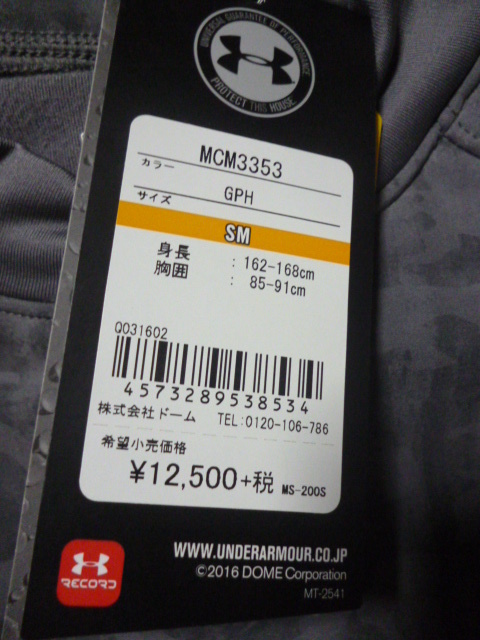 UNIVERSAL GUARANTEE OF PERFORMANCE
PROTECT THIS HOUSE
MCM3353
カラー
GPH
サイズ
SM
身長 : 162-168cm
胸囲 : 85-91cm
Q031602
4573289538534
株式会社ドーム TEL:0120-106-786
希望小売価格
¥12,500+税 MS-200S
WWW.UNDERARMOUR.CO.JP
©2016 DOME Corporation
MT-2541
RECORD